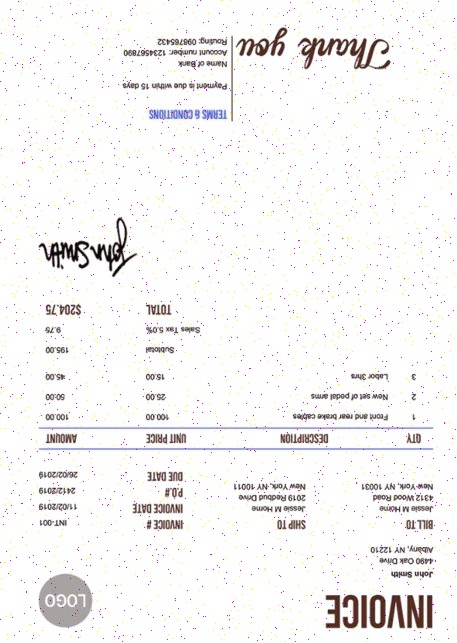 INVOICE
LOGO
John Smith
4490 Oak Drive
Albany, NY 12210
BILL TO
Jessie M Horne
4312 Wood Road
New York, NY 10031
SHIP TO
Jessie M Horne
2019 Redbud Drive
New York, NY 10011
INVOICE # INT-001
INVOICE DATE 11/02/2019
P.O.# 2412/2019
DUE DATE 26/02/2019
QTY. DESCRIPTION UNIT PRICE AMOUNT
1 Front and rear brake cables 100.00 100.00
2 New set of pedal arms 25.00 50.00
3 Labor 3hrs 15.00 45.00
Subtotal 195.00
Sales Tax 5.0% 9.75
TOTAL $204.75
John Smith
Thank you
TERMS & CONDITIONS
Payment is due within 15 days
Name of Bank
Account number: 1234567890
Routing: 098765432